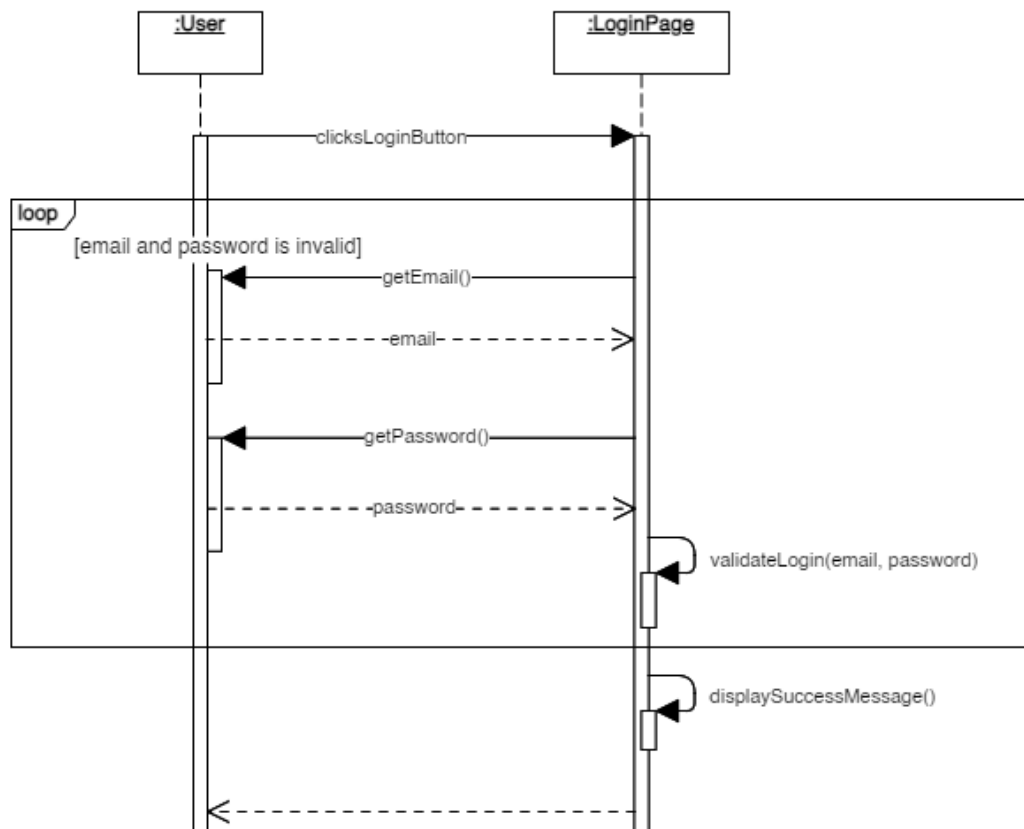 :User
:LoginPage
clicksLoginButton
loop
[email and password is invalid]
getEmail()
email
getPassword()
password
validateLogin(email, password)
displaySuccessMessage()